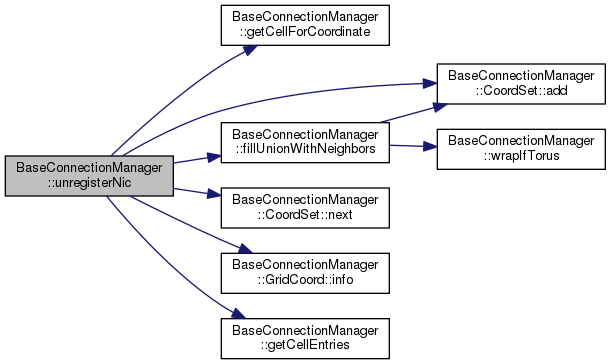 BaseConnectionManager
::getCellForCoordinate
BaseConnectionManager
::CoordSet::add
BaseConnectionManager
::fillUnionWithNeighbors
BaseConnectionManager
::wrapIfTorus
BaseConnectionManager
::unregisterNic
BaseConnectionManager
::CoordSet::next
BaseConnectionManager
::GridCoord::info
BaseConnectionManager
::getCellEntries